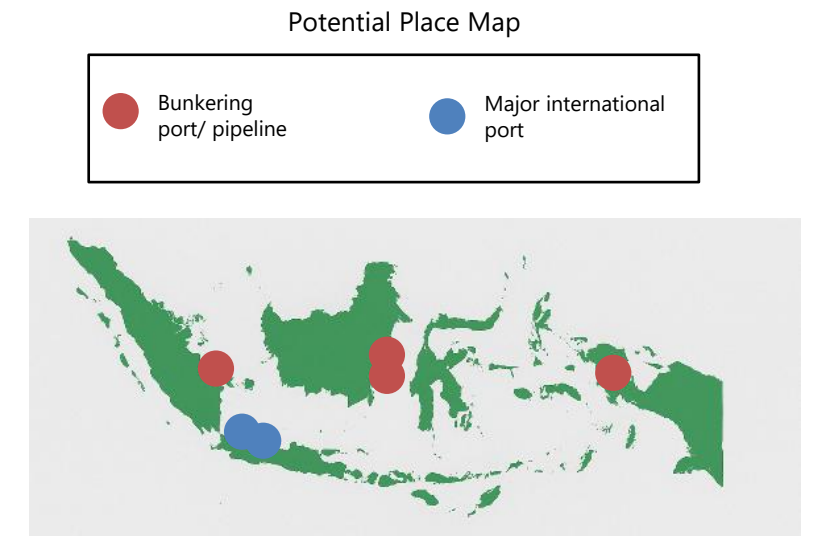 Potential Place Map
Bunkering
port/ pipeline
Major international
port